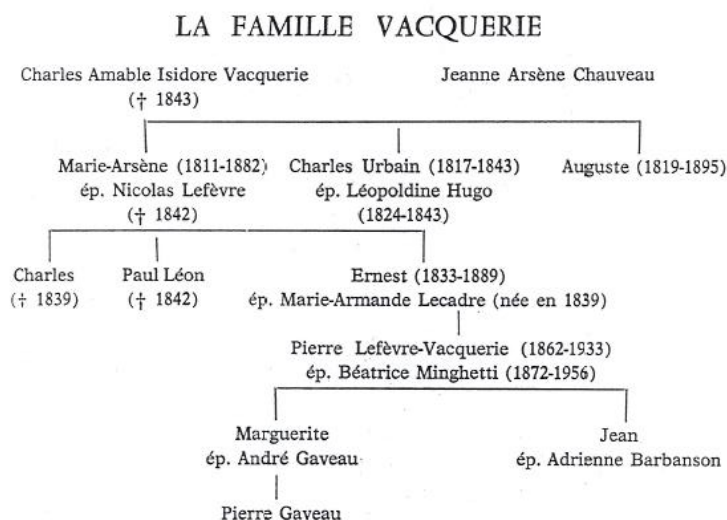 LA FAMILLE VACQUERIE
Charles Amable Isidore Vacquerie Jeanne Arsène Chauveau
(† 1843)
Marie-Arsène (1811-1882) Charles Urbain (1817-1843) Auguste (1819-1895)
ép. Nicolas Lefèvre ép. Léopoldine Hugo
(† 1842) (1824-1843)
Charles Paul Léon Ernest (1833-1889)
(† 1839) († 1842) ép. Marie-Armande Lecadre (née en 1839)
Pierre Lefèvre-Vacquerie (1862-1933)
ép. Béatrice Minghetti (1872-1956)
Marguerite Jean
ép. André Gaveau ép. Adrienne Barbanson
Pierre Gaveau